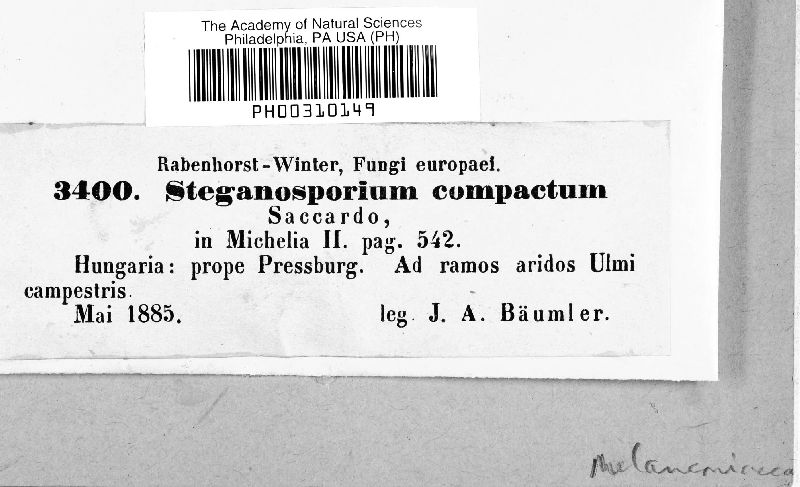 The Academy of Natural Sciences
Philadelphia, PA USA (PH)
PH00310149
Rabenhorst-Winter, Fungi europaei.
3400. Steganosporium compactum
Saccardo,
in Michelia II. pag. 542.
Hungaria: prope Pressburg. Ad ramos aridos Ulmi
campestris.
Mai 1885. leg. J. A. Bäumler.